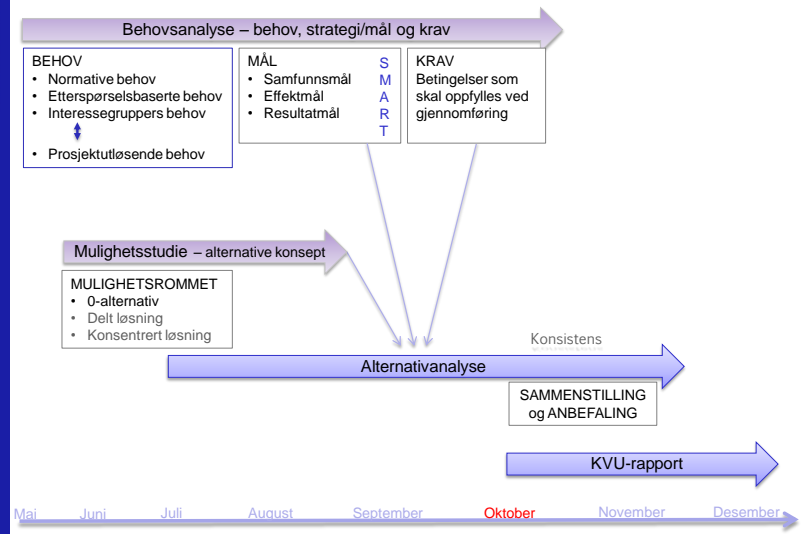 Behovsanalyse – behov, strategi/mål og krav
BEHOV
• Normative behov
• Etterspørselsbaserte behov
• Interessegruppers behov
• Prosjektutløsende behov
MÅL
• Samfunnsmål
• Effektmål
• Resultatmål
S
M
A
R
T
KRAV
Betingelser som
skal oppfylles ved
gjennomføring
Mulighetsstudie – alternative konsept
MULIGHETSROMMET
• 0-alternativ
• Delt løsning
• Konsentrert løsning
Konsistens
Alternativanalyse
SAMMENSTILLING
og ANBEFALING
KVU-rapport
Mai Juni Juli August September Oktober November Desember